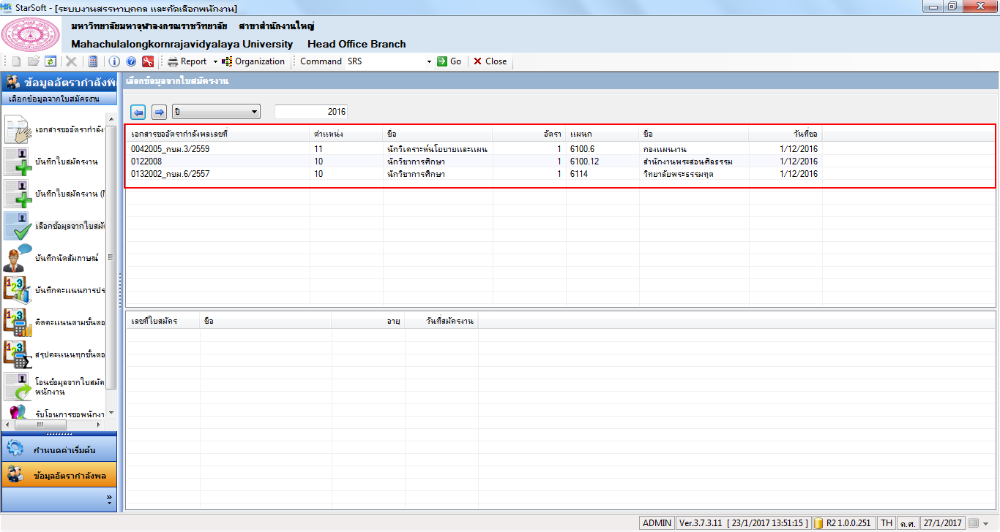 StarSoft - [ระบบงานสรรหาบุคคล และคัดเลือกพนักงาน]
มหาวิทยาลัยมหาจุฬาลงกรณราชวิทยาลัย สาขาสำนักงานใหญ่
Mahachulalongkornrajavidyalaya University Head Office Branch
Report Organization Command SRS Go Close
ข้อมูลอัตรากำลังพ
เลือกข้อมูลจากใบสมัครงาน
เลือกข้อมูลจากใบสมัครงาน
เอกสารขออัตรากำลัง
บันทึกใบสมัครงาน
บันทึกใบสมัครงาน (
เลือกข้อมูลจากใบสมั
บันทึกนัดสัมภาษณ์
บันทึกคะแนนการปร
คิดคะแนนตามขั้นตอ
สรุปคะแนนทุกขั้นตอ
โอนข้อมูลจากใบสมัค
พนักงาน
รับโอนการขอพนักงา
กำหนดค่าเริ่มต้น
ข้อมูลอัตรากำลังพล
ปี 2016
เอกสารขออัตรากำลังพลเลขที่ ตำแหน่ง ชื่อ อัตรา แผนก ชื่อ วันที่ขอ
0042005_กบม.3/2559 11 นักวิเคราะห์นโยบายและแผน 1 6100.6 กองแผนงาน 1/12/2016
0122008 10 นักวิชาการศึกษา 1 6100.12 สำนักงานพระสอนศีลธรรม 1/12/2016
0132002_กบม.6/2557 10 นักวิชาการศึกษา 1 6114 วิทยาลัยพระธรรมทูต 1/12/2016
เลขที่ใบสมัคร ชื่อ อายุ วันที่สมัครงาน
ADMIN Ver.3.7.3.11 [ 23/1/2017 13:51:15 ] R2 1.0.0.251 TH ค.ศ. 27/1/2017